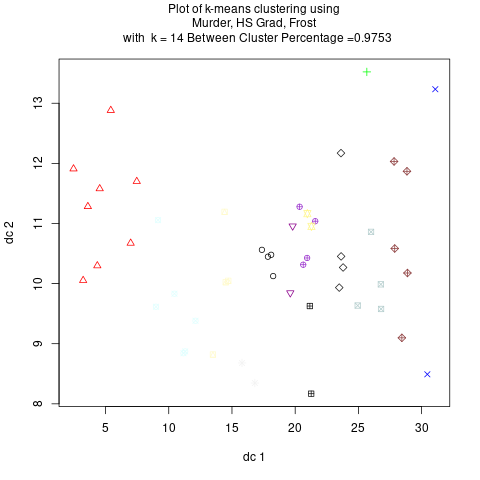 Plot of k-means clustering using
Murder, HS Grad, Frost
with k = 14 Between Cluster Percentage =0.9753
dc 2
13
12
11
10
9
8
5 10 15 20 25 30
dc 1